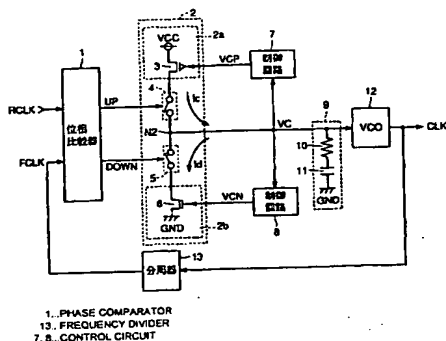 2
2a
1
VCC
7
3
VCP
制御
回路
4
UP
Ic
12
RCLK
位相
比較器
N2
VC
9
VCO
CLK
10
FCLK
DOWN
Id
11
5
GND
6
VCN
制御
回路
GND
2b
8
分周器
13
1...PHASE COMPARATOR
13...FREQUENCY DIVIDER
7, 8...CONTROL CIRCUIT